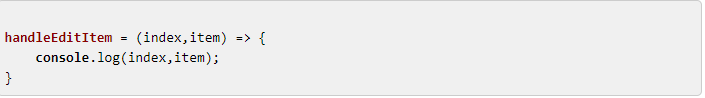 handleEditItem = (index,item) => {
    console.log(index,item);
}